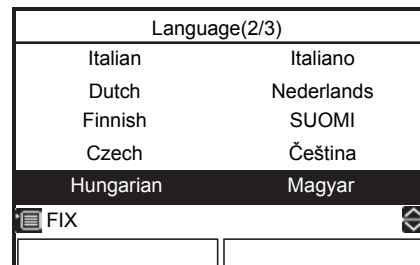 Language(2/3)
Italian Italiano
Dutch Nederlands
Finnish SUOMI
Czech Čeština
Hungarian Magyar
FIX